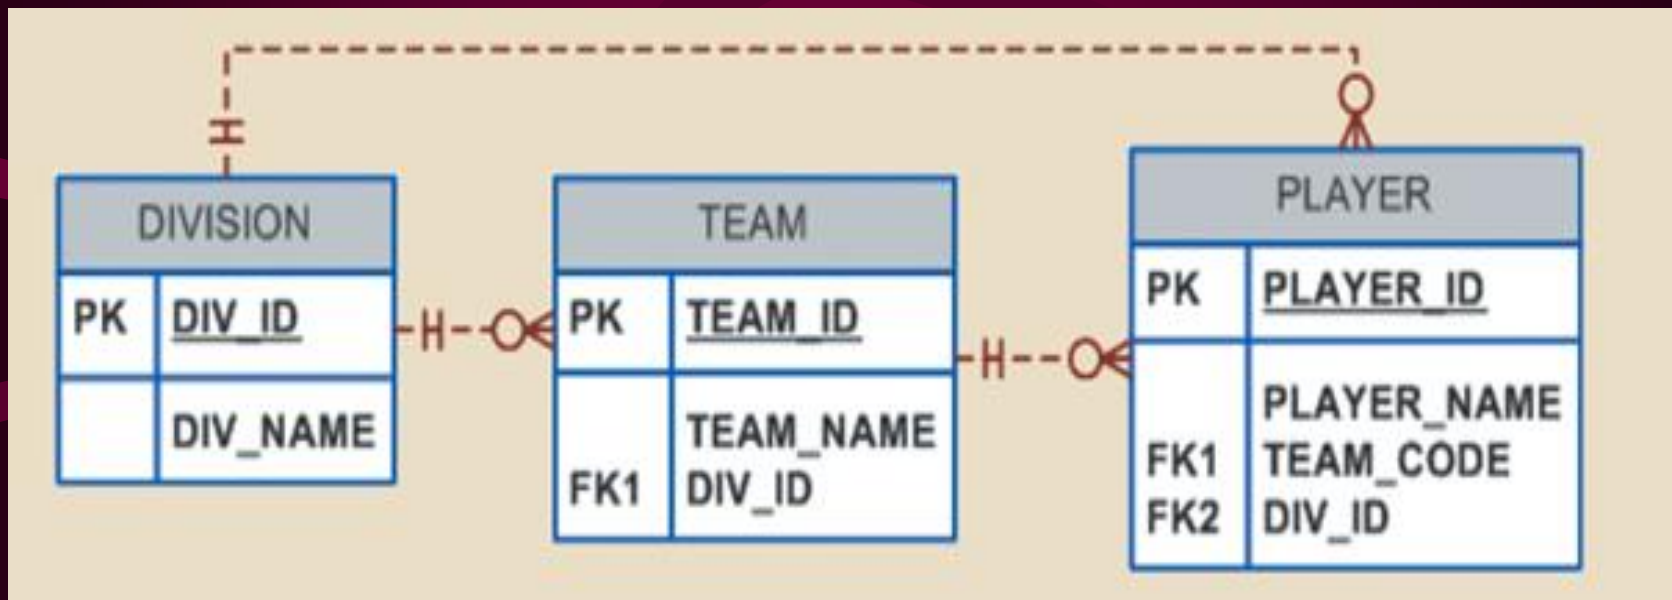 DIVISION
PK DIV_ID
DIV_NAME
TEAM
PK TEAM_ID
TEAM_NAME
FK1 DIV_ID
PLAYER
PK PLAYER_ID
PLAYER_NAME
FK1 TEAM_CODE
FK2 DIV_ID